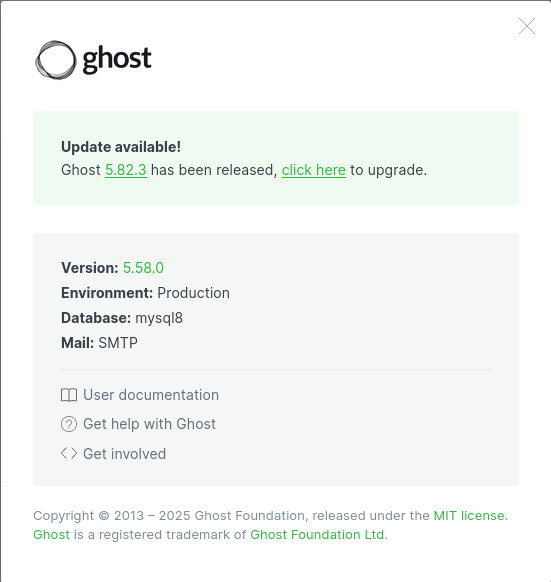 ghost
Update available!
Ghost 5.82.3 has been released, click here to upgrade.
Version: 5.58.0
Environment: Production
Database: mysql8
Mail: SMTP
User documentation
Get help with Ghost
Get involved
Copyright © 2013 – 2025 Ghost Foundation, released under the MIT license.
Ghost is a registered trademark of Ghost Foundation Ltd.